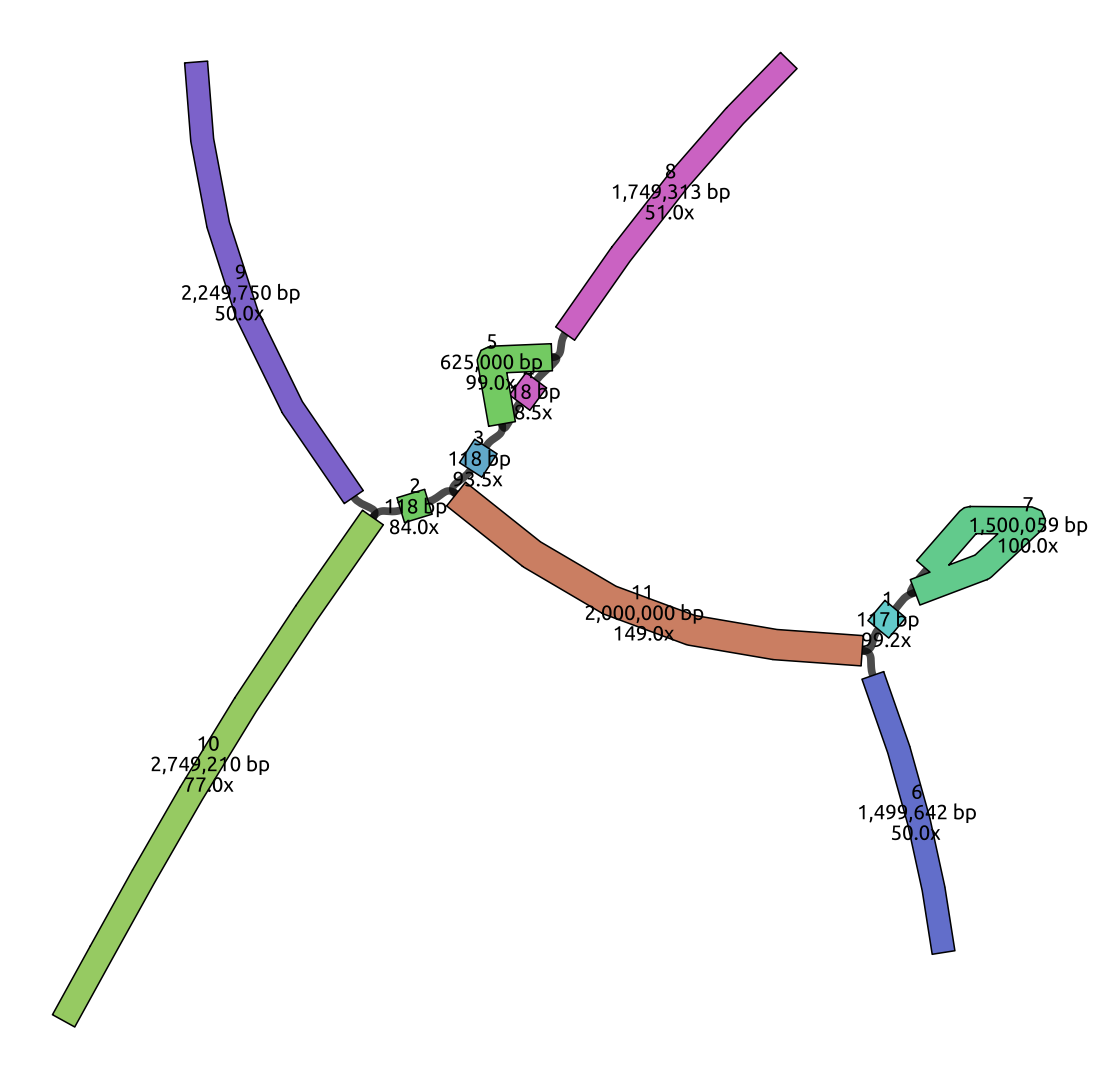 8
1,749,313 bp
51.0x
9
2,249,750 bp
50.0x
5
625,000 bp
99.0x
18 bp
8.5x
3
118 bp
93.5x
2
118 bp
84.0x
7
1,500,059 bp
100.0x
1
117 bp
99.2x
11
2,000,000 bp
149.0x
10
2,749,210 bp
77.0x
6
1,499,642 bp
50.0x